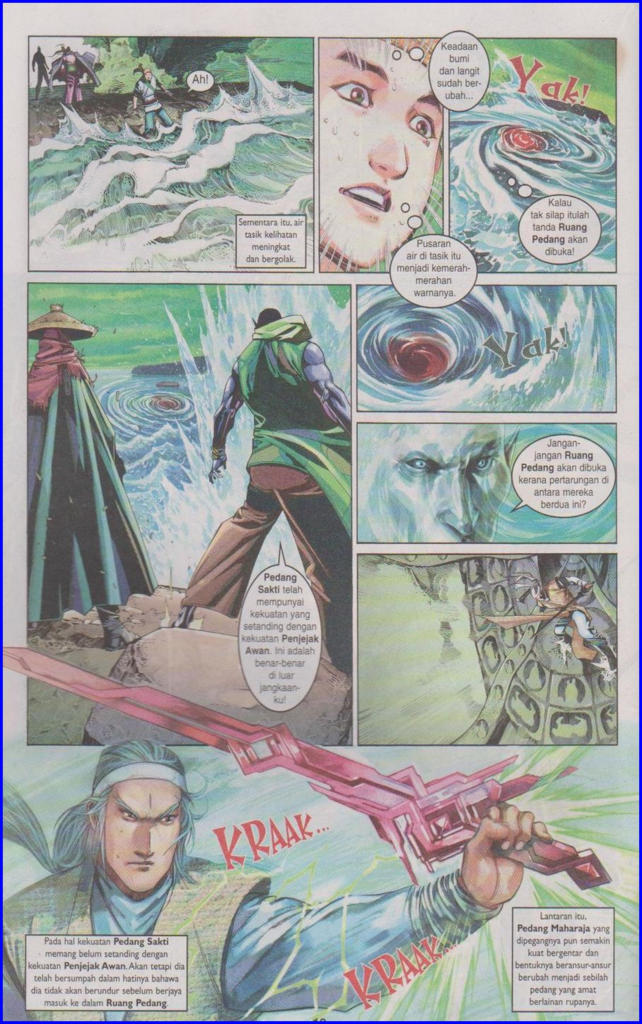 Ah!
Sementara itu, air
tasik kelihatan
meningkat
dan bergolak.
Keadaan
bumi
dan langit
sudah ber-
ubah...
Yak!
Kalau
tak silap itulah
tanda Ruang
Pedang akan
dibuka!
Pusaran
air di tasik itu
menjadi kemerah-
merahan
warnanya.
Yak!
Jangan-
jangan Ruang
Pedang akan dibuka
kerana pertarungan di
antara mereka
berdua ini?
Pedang
Sakti telah
mempunyai
kekuatan yang
setanding dengan
kekuatan Penjejak
Awan. Ini adalah
benar-benar
di luar
jangkaan-
ku!
KRAAK...
KRAAK...
Pada hal kekuatan Pedang Sakti
memang belum setanding dengan
kekuatan Penjejak Awan. Akan tetapi dia
telah bersumpah dalam hatinya bahawa
dia tidak akan berundur sebelum berjaya
masuk ke dalam Ruang Pedang.
Lantaran itu,
Pedang Maharaja yang
dipegangnya pun semakin
kuat bergentar dan
bentuknya beransur-ansur
berubah menjadi sebilah
pedang yang amat
berlainan rupanya.